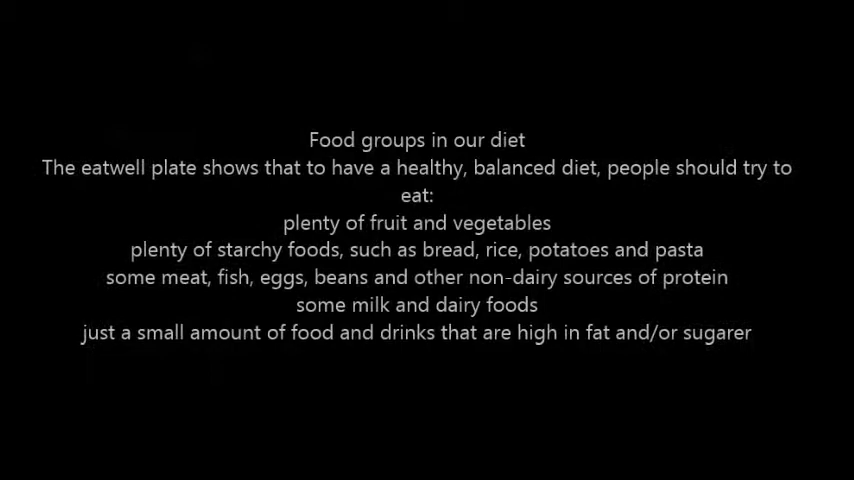 Food groups in our diet
The eatwell plate shows that to have a healthy, balanced diet, people should try to
eat:
plenty of fruit and vegetables
plenty of starchy foods, such as bread, rice, potatoes and pasta
some meat, fish, eggs, beans and other non-dairy sources of protein
some milk and dairy foods
just a small amount of food and drinks that are high in fat and/or sugarer